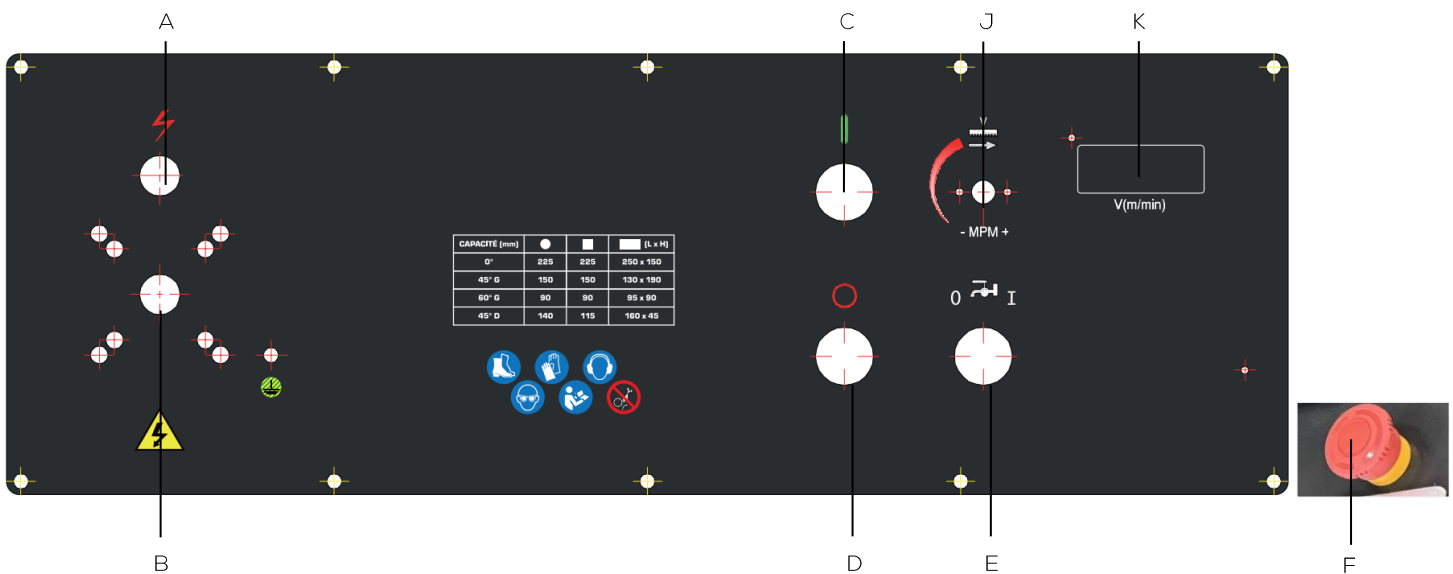 A C J K
V
V(m/min)
- MPM +
CAPACITÉ (mm) (L x H)
0° 225 225 250 x 150
45° G 150 150 130 x 190
60° G 90 90 95 x 90
45° D 140 115 160 x 45
O I
B D E F